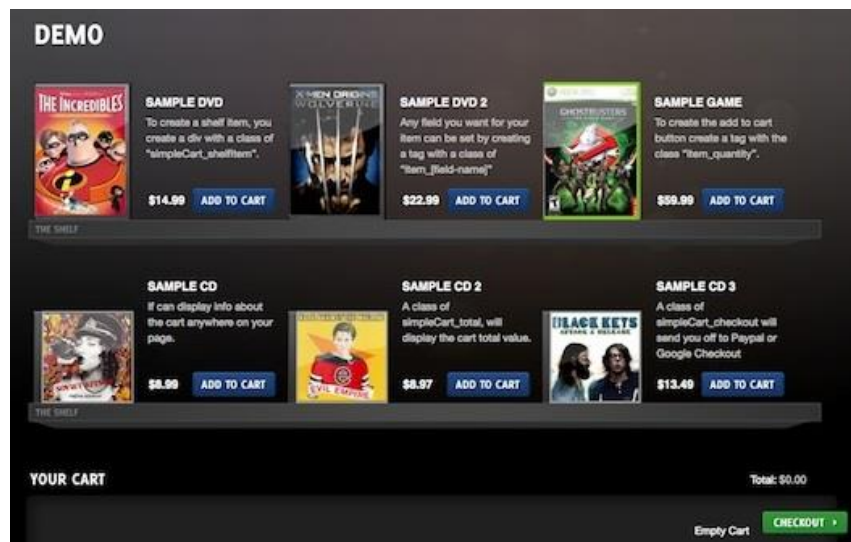 DEMO
THE INCREDIBLES
SAMPLE DVD
To create a shelf item, you
create a div with a class of
"simpleCart_shelfItem".
$14.99 ADD TO CART
X-MEN ORIGINS
WOLVERINE
SAMPLE DVD 2
Any field you want for your
item can be set by creating
a tag with a class of
"item_[field-name]"
$22.99 ADD TO CART
XBOX 360
GHOSTBUSTERS
SAMPLE GAME
To create the add to cart
button create a tag with the
class "item_quantity".
$59.99 ADD TO CART
THE SHELF
SAMPLE CD
If can display info about
the cart anywhere on your
page.
$8.99 ADD TO CART
SAMPLE CD 2
A class of
simpleCart_total, will
display the cart total value.
EVIL EMPIRE
$8.97 ADD TO CART
BLACK KEYS
ATTACK & RELEASE
SAMPLE CD 3
A class of
simpleCart_checkout will
send you off to Paypal or
Google Checkout
$13.49 ADD TO CART
THE SHELF
YOUR CART
Total: $0.00
Empty Cart
CHECKOUT